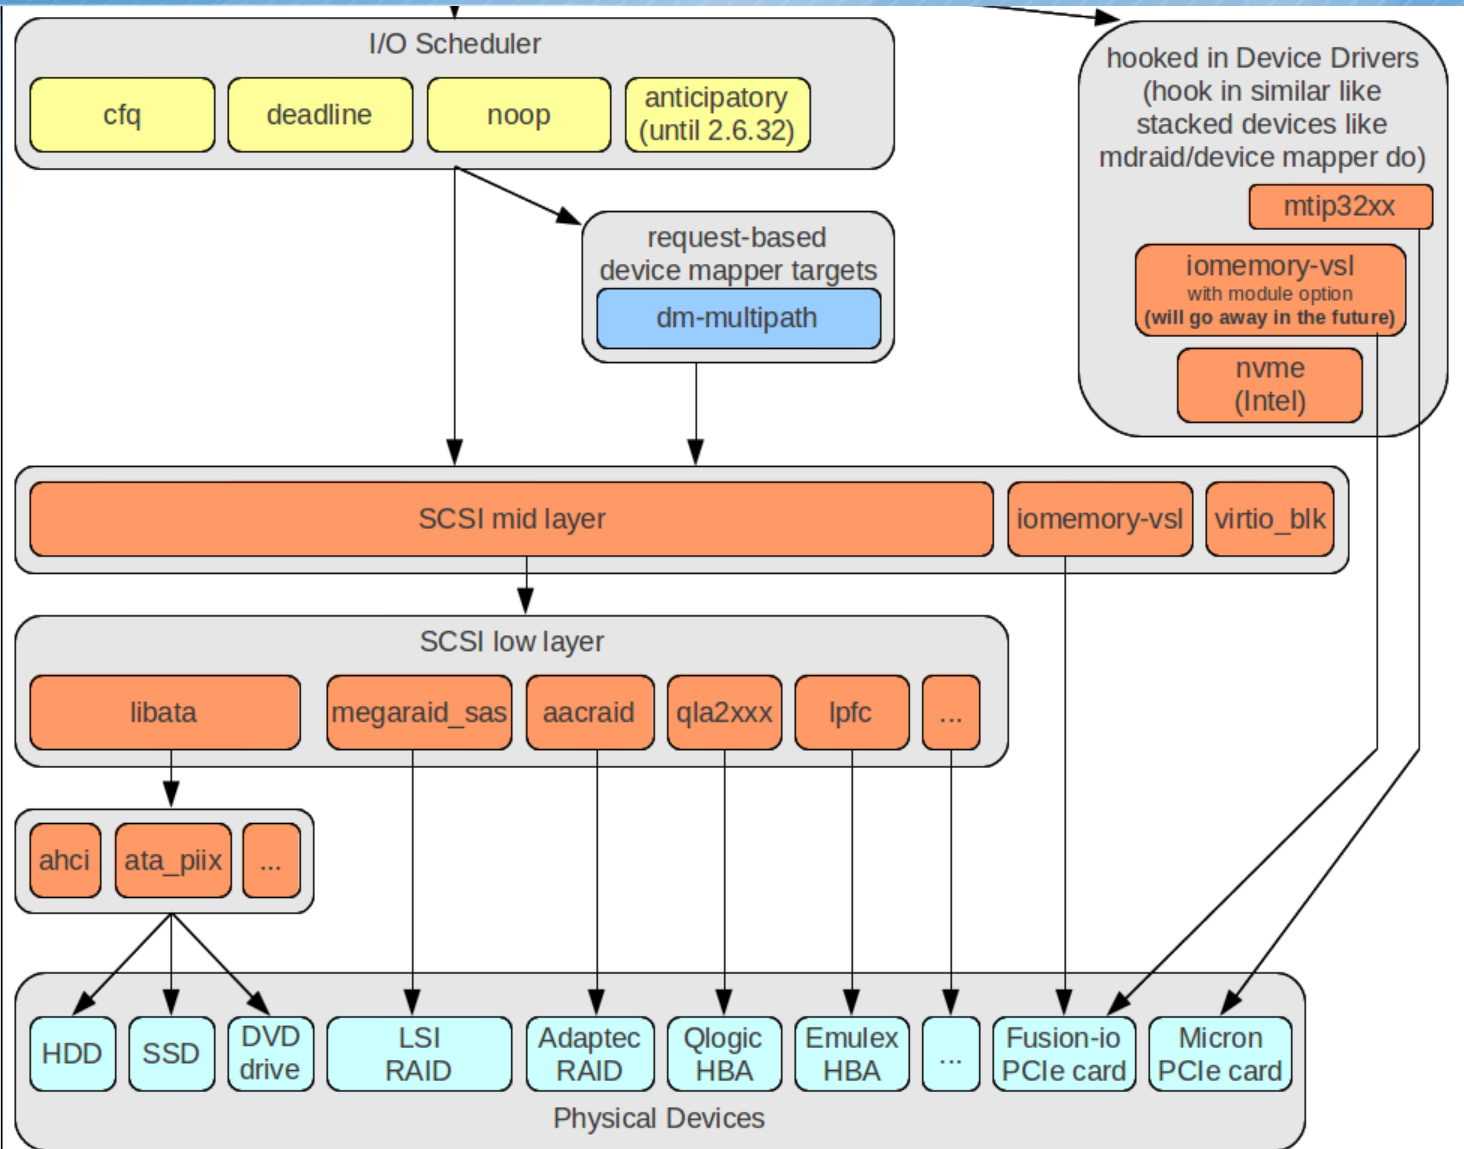 I/O Scheduler
cfq
deadline
noop
anticipatory
(until 2.6.32)
hooked in Device Drivers
(hook in similar like
stacked devices like
mdraid/device mapper do)
mtip32xx
iomemory-vsl
with module option
(will go away in the future)
nvme
(Intel)
request-based
device mapper targets
dm-multipath
SCSI mid layer
iomemory-vsl
virtio_blk
SCSI low layer
libata
megaraid_sas
aacraid
qla2xxx
lpfc
...
ahci
ata_piix
...
HDD
SSD
DVD
drive
LSI
RAID
Adaptec
RAID
Qlogic
HBA
Emulex
HBA
...
Fusion-io
PCIe card
Micron
PCIe card
Physical Devices